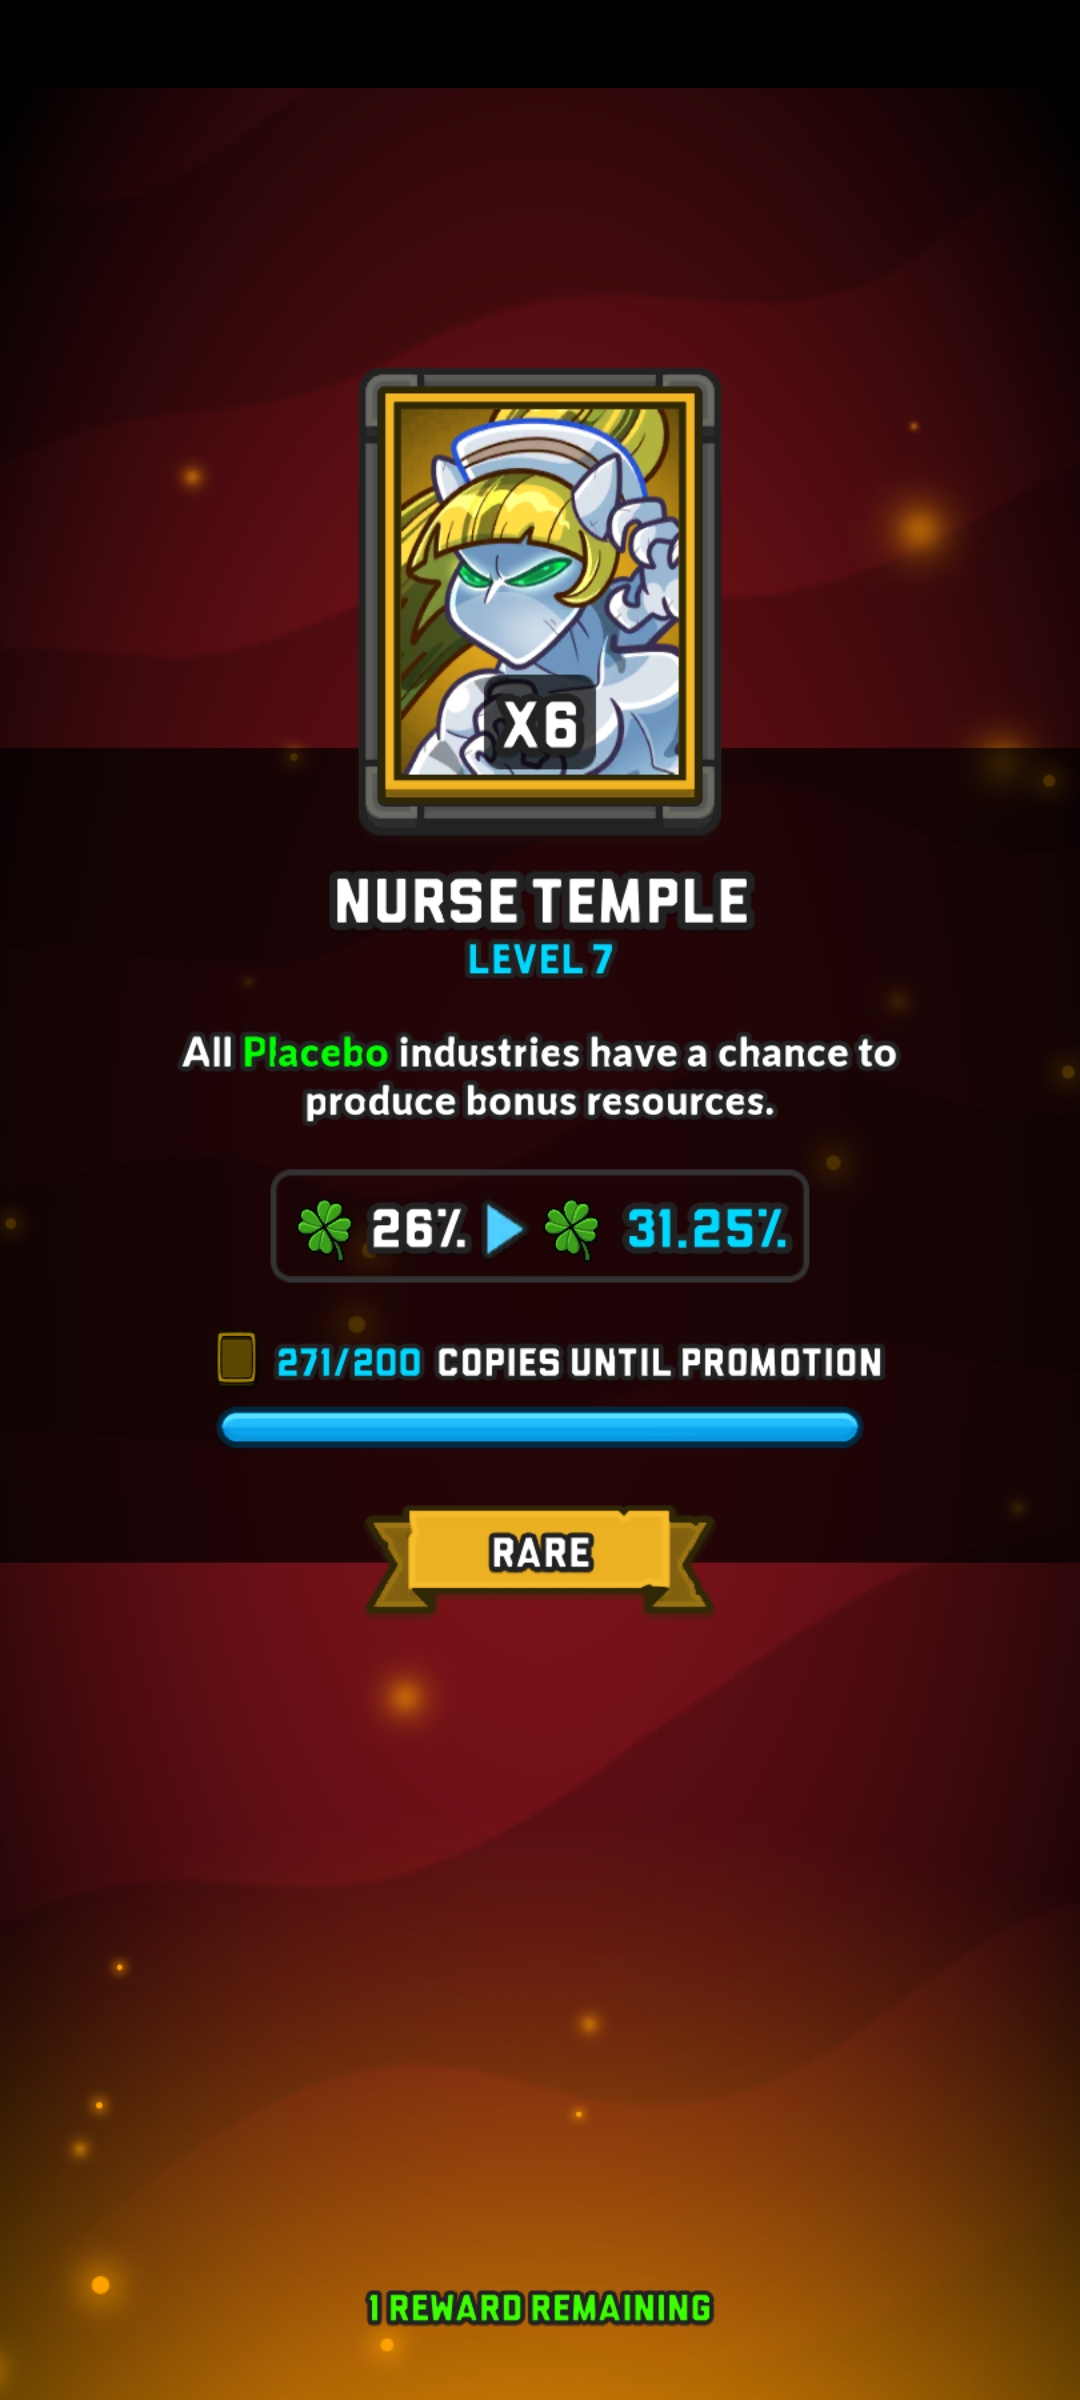 X6
NURSE TEMPLE
LEVEL 7
All Placebo industries have a chance to
produce bonus resources.
26% 31.25%
271/200 COPIES UNTIL PROMOTION
RARE
1 REWARD REMAINING